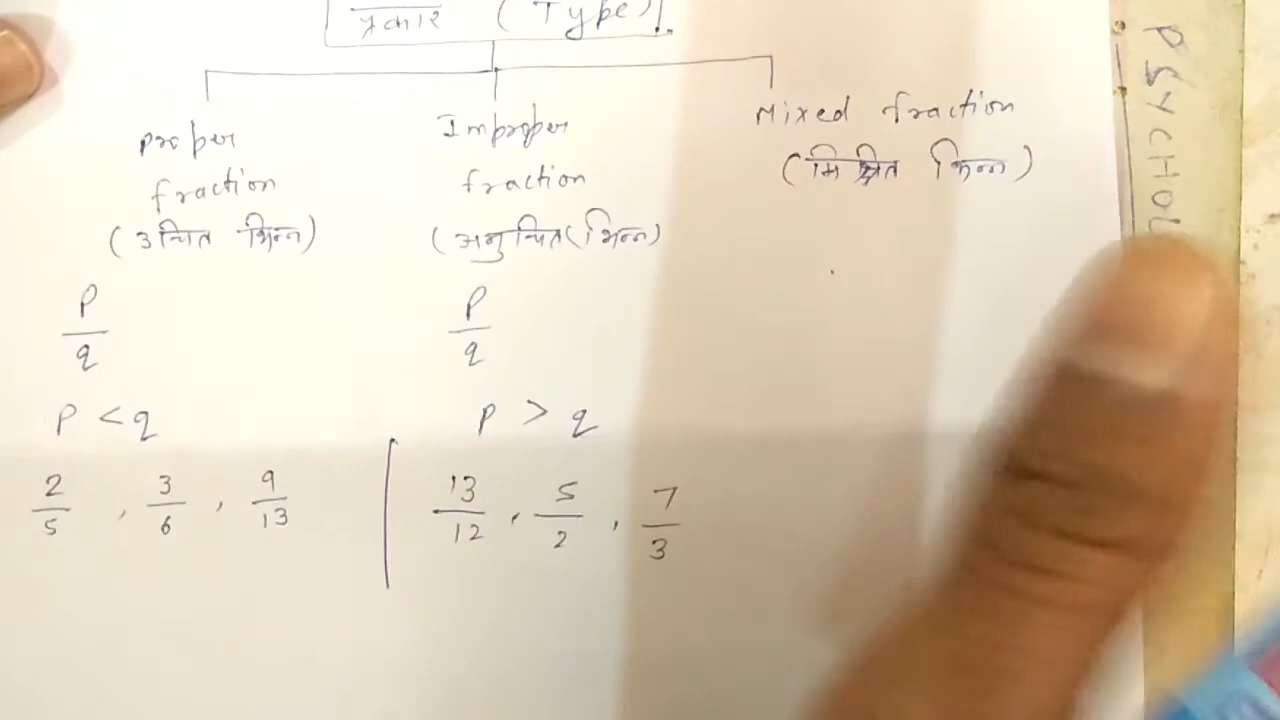 प्रकार (Type)
Proper
fraction
(उचित भिन्न)
P
q
P < q
2/5 , 3/6 , 9/13
Improper
fraction
(अनुचित (भिन्न)
P
q
P > q
13/12 , 5/2 , 7/3
Mixed fraction
(मिश्रित भिन्न)
PSYCHOL